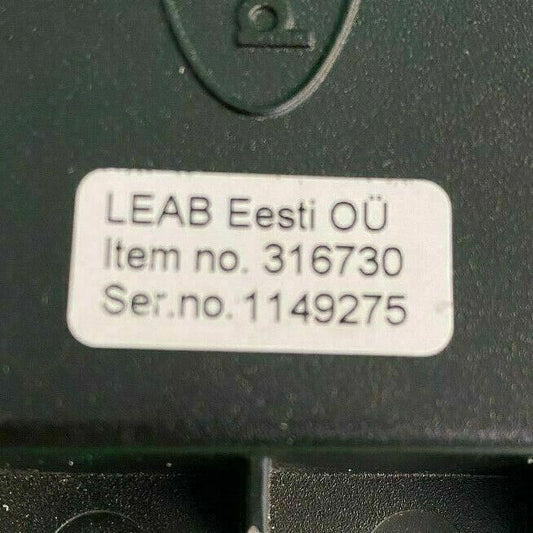 LEAB Eesti OÜ
Item no. 316730
Ser.no. 1149275